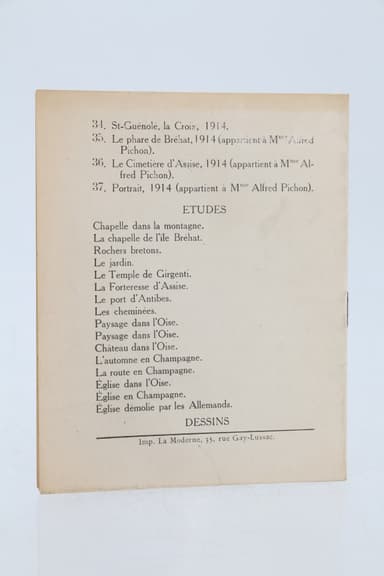 34. St-Guénolé, la Croix, 1914.
35. Le phare de Bréhat, 1914 (appartient à Mme Alfred
Pichon).
36. Le Cimetière d'Assise, 1914 (appartient à Mme Al-
fred Pichon).
37. Portrait, 1914 (appartient à Mme Alfred Pichon).
ETUDES
Chapelle dans la montagne.
La chapelle de l'île Bréhat.
Rochers bretons.
Le jardin.
Le Temple de Girgenti.
La Forteresse d'Assise.
Le port d'Antibes.
Les cheminées.
Paysage dans l'Oise.
Paysage dans l'Oise.
Château dans l'Oise.
L'automne en Champagne.
La route en Champagne.
Église dans l'Oise.
Église en Champagne.
Église démolie par les Allemands.
DESSINS
Imp. La Moderne, 35, rue Gay-Lussac.